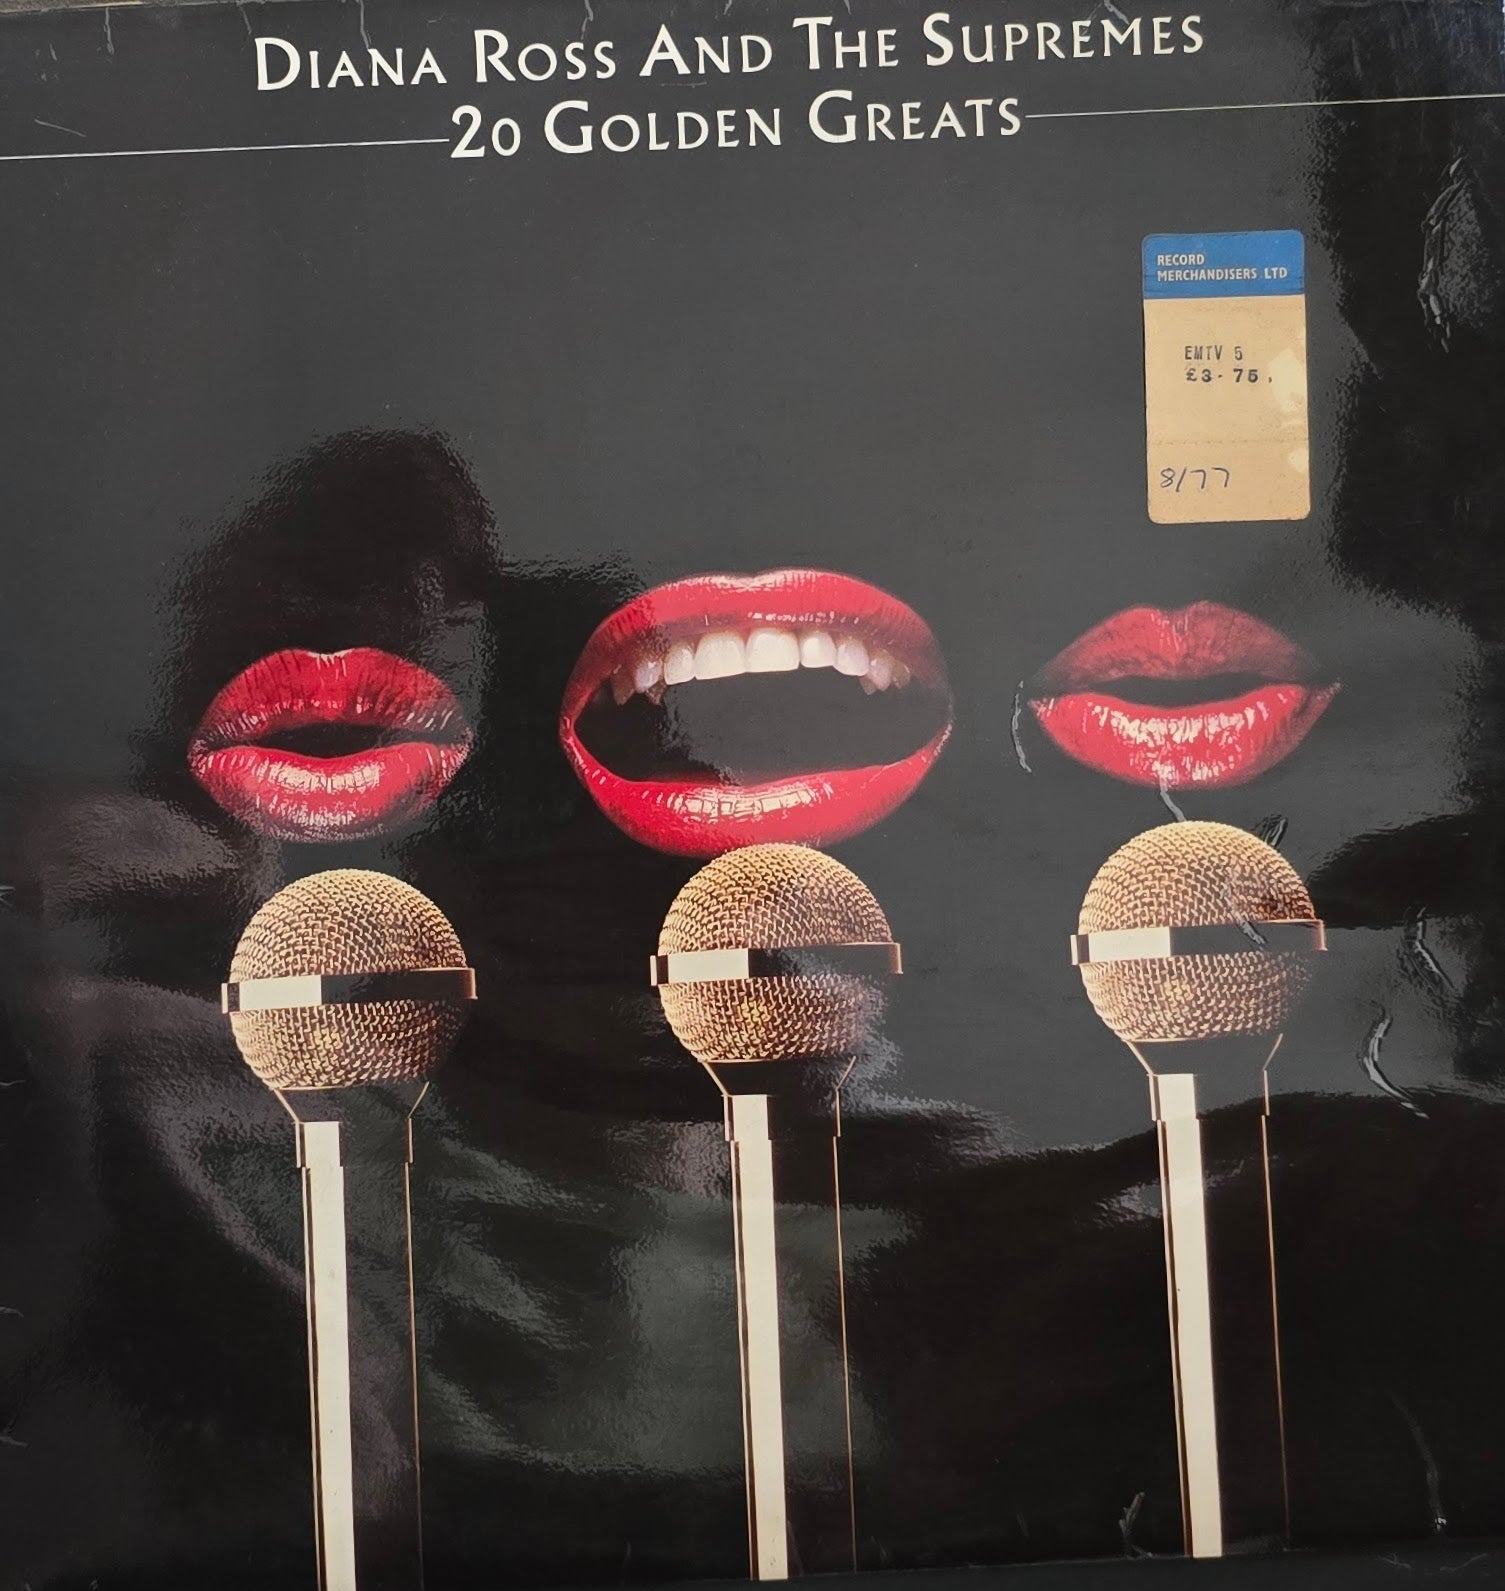 DIANA ROSS AND THE SUPREMES
20 GOLDEN GREATS
RECORD
MERCHANDISERS LTD
EMTV 5
£3-75.
8/77